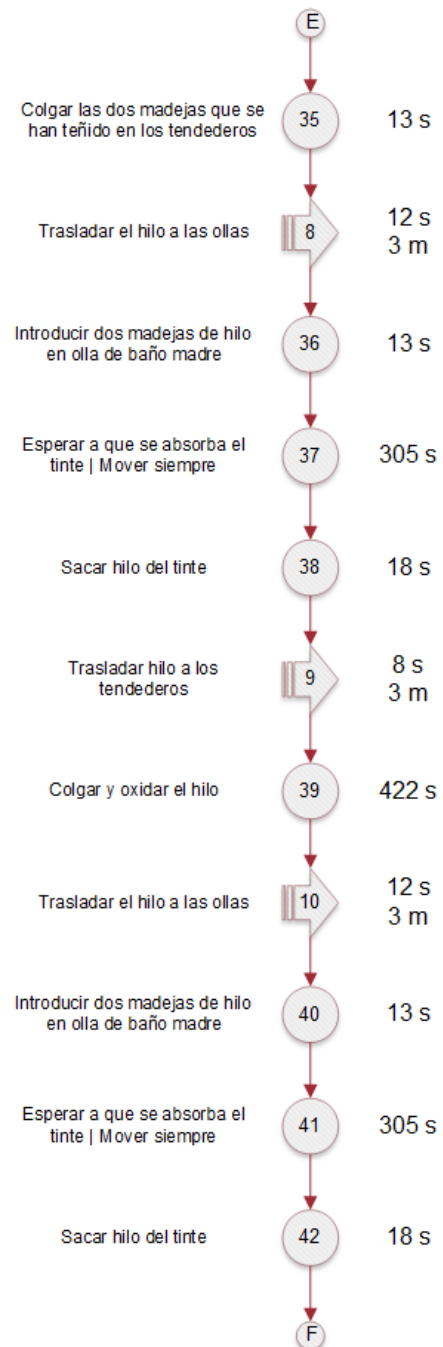 E
Colgar las dos madejas que se
han teñido en los tendederos
35
13 s
Trasladar el hilo a las ollas
8
12 s
3 m
Introducir dos madejas de hilo
en olla de baño madre
36
13 s
Esperar a que se absorba el
tinte | Mover siempre
37
305 s
Sacar hilo del tinte
38
18 s
Trasladar hilo a los
tendederos
9
8 s
3 m
Colgar y oxidar el hilo
39
422 s
Trasladar el hilo a las ollas
10
12 s
3 m
Introducir dos madejas de hilo
en olla de baño madre
40
13 s
Esperar a que se absorba el
tinte | Mover siempre
41
305 s
Sacar hilo del tinte
42
18 s
F